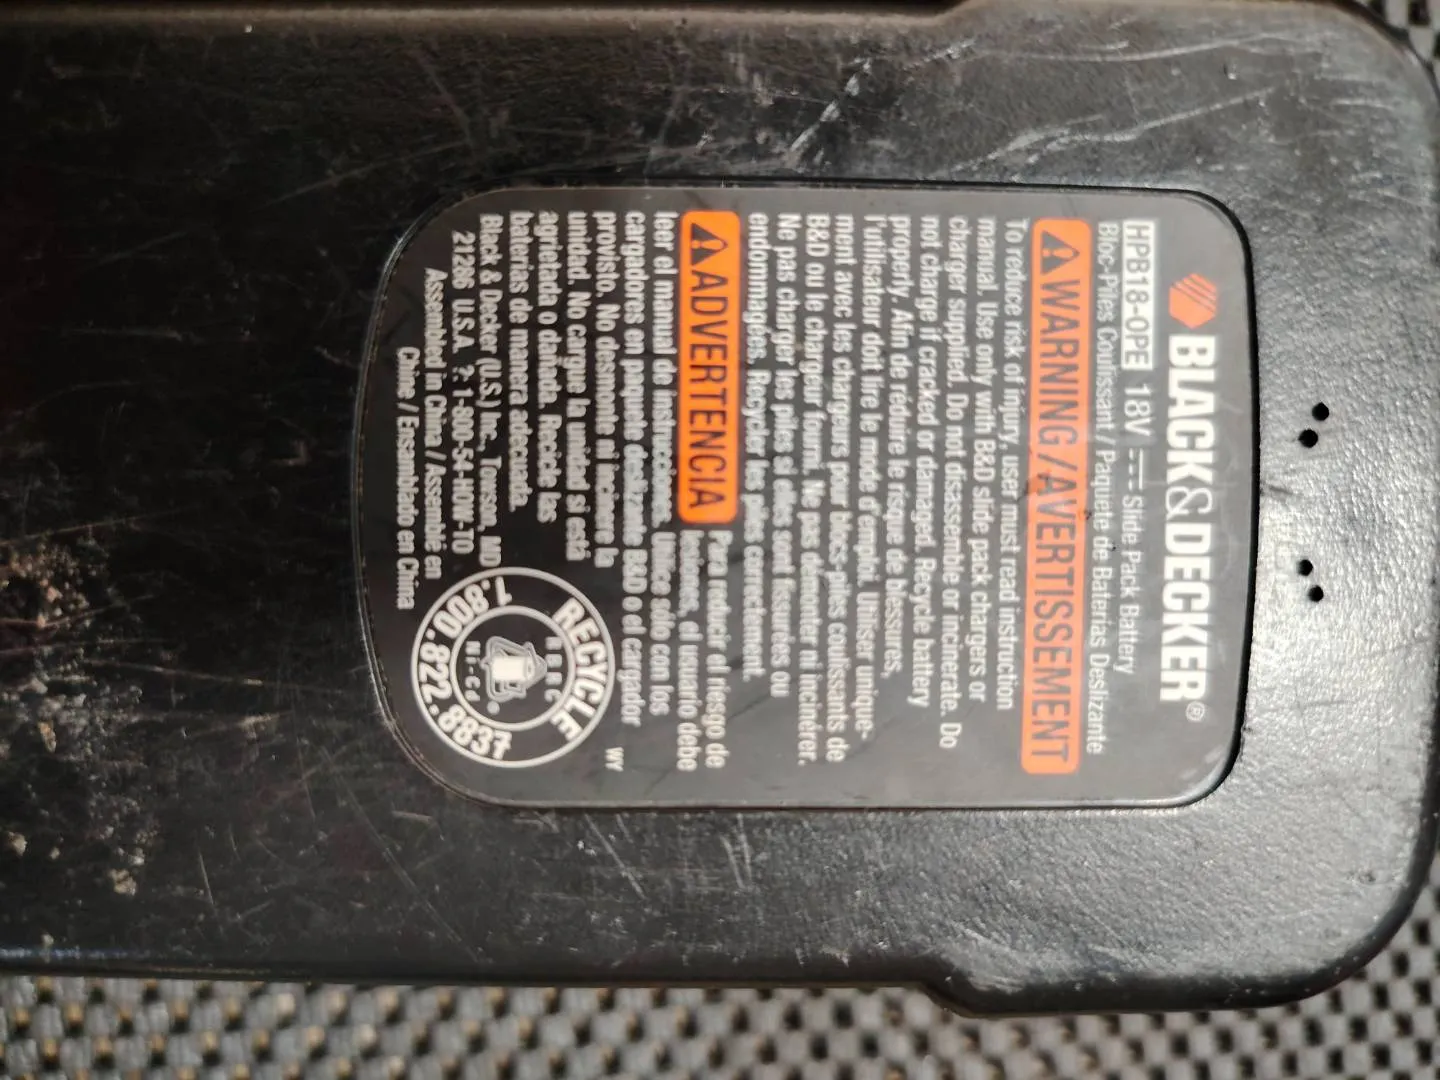 BLACK&DECKER®
HPB18-OPE 18V ⎓ Slide Pack Battery
Bloc-Piles Coulissant / Paquete de Baterías Deslizante
⚠WARNING / AVERTISSEMENT
To reduce risk of injury, user must read instruction
manual. Use only with B&D slide pack chargers or
charger supplied. Do not disassemble or incinerate. Do
not charge if cracked or damaged. Recycle battery
properly. Afin de réduire le risque de blessures,
l'utilisateur doit lire le mode d'emploi. Utiliser unique-
ment avec les chargeurs pour blocs-piles coulissants de
B&D ou le chargeur fourni. Ne pas démonter ni incinérer.
Ne pas charger les piles si elles sont fissurées ou
endommagées. Recycler les piles correctement.
⚠ADVERTENCIA Para reducir el riesgo de
lesiones, el usuario debe
leer el manual de instrucciones. Utilice sólo con los
cargadores en paquete deslizante B&D o el cargador
provisto. No desmonte ni incinere la
unidad. No cargue la unidad si está
agrietada o dañada. Recicle las
baterías de manera adecuada.
Black & Decker (U.S.) Inc., Towson, MD
21286 U.S.A. ?: 1-800-54-HOW-TO
Assembled in China / Assemblé en
Chine / Ensamblado en China
WY
RECYCLE
RBRC
Ni-Cd ®
1.800.822.8837